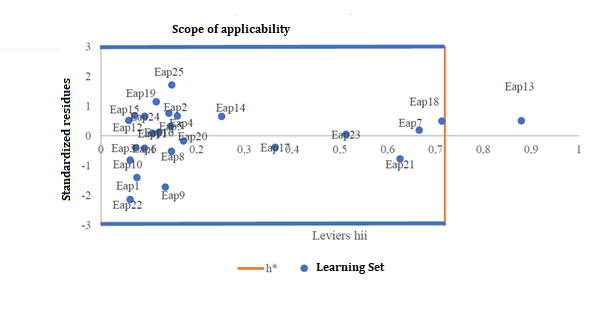 Scope of applicability
Standardized residues
3
2
1
0
-1
-2
-3
0
0,2
0,3
0,4
0,5
0,6
0,7
0,8
0,9
1
Eap25
Eap19
Eap15
Eap24
Eap2
Eap4
Eap14
Eap12
Eap20
Eap8
Eap10
Eap1
Eap9
Eap22
Eap17
Eap23
Eap7
Eap18
Eap21
Eap13
Leviers hii
h*
Learning Set